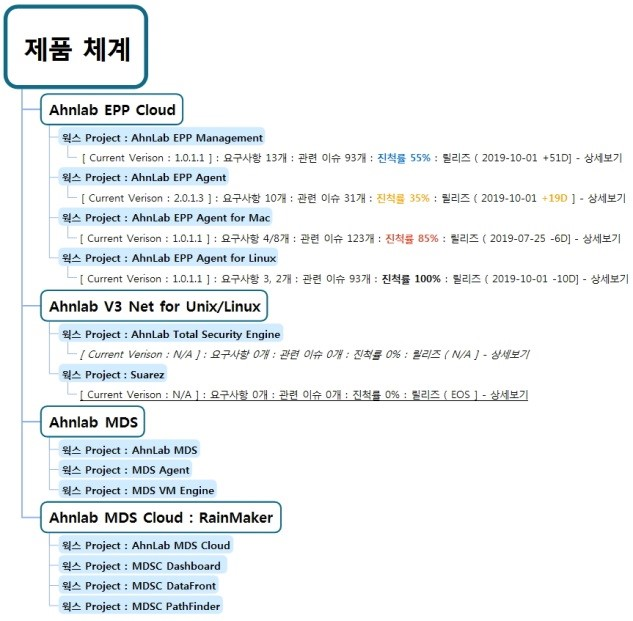 제품 체계
Ahnlab EPP Cloud
웍스 Project : AhnLab EPP Management
[ Current Verison : 1.0.1.1 ] : 요구사항 13개 : 관련 이슈 93개 : 진척률 55% : 릴리즈 ( 2019-10-01 +51D] - 상세보기
웍스 Project : AhnLab EPP Agent
[ Current Verison : 2.0.1.3 ] : 요구사항 10개 : 관련 이슈 31개 : 진척률 35% : 릴리즈 ( 2019-10-01 +19D ] - 상세보기
웍스 Project : AhnLab EPP Agent for Mac
[ Current Verison : 1.0.1.1 ] : 요구사항 4/8개 : 관련 이슈 123개 : 진척률 85% : 릴리즈 ( 2019-07-25 -6D] - 상세보기
웍스 Project : AhnLab EPP Agent for Linux
[ Current Verison : 1.0.1.1 ] : 요구사항 3, 2개 : 관련 이슈 93개 : 진척률 100% : 릴리즈 ( 2019-10-01 -10D] - 상세보기
Ahnlab V3 Net for Unix/Linux
웍스 Project : AhnLab Total Security Engine
[ Current Verison : N/A ] : 요구사항 0개 : 관련 이슈 0개 : 진척률 0% : 릴리즈 ( N/A ] - 상세보기
웍스 Project : Suarez
[ Current Verison : N/A ] : 요구사항 0개 : 관련 이슈 0개 : 진척률 0% : 릴리즈 ( EOS ] - 상세보기
Ahnlab MDS
웍스 Project : AhnLab MDS
웍스 Project : MDS Agent
웍스 Project : MDS VM Engine
Ahnlab MDS Cloud : RainMaker
웍스 Project : AhnLab MDS Cloud
웍스 Project : MDSC Dashboard
웍스 Project : MDSC DataFront
웍스 Project : MDSC PathFinder